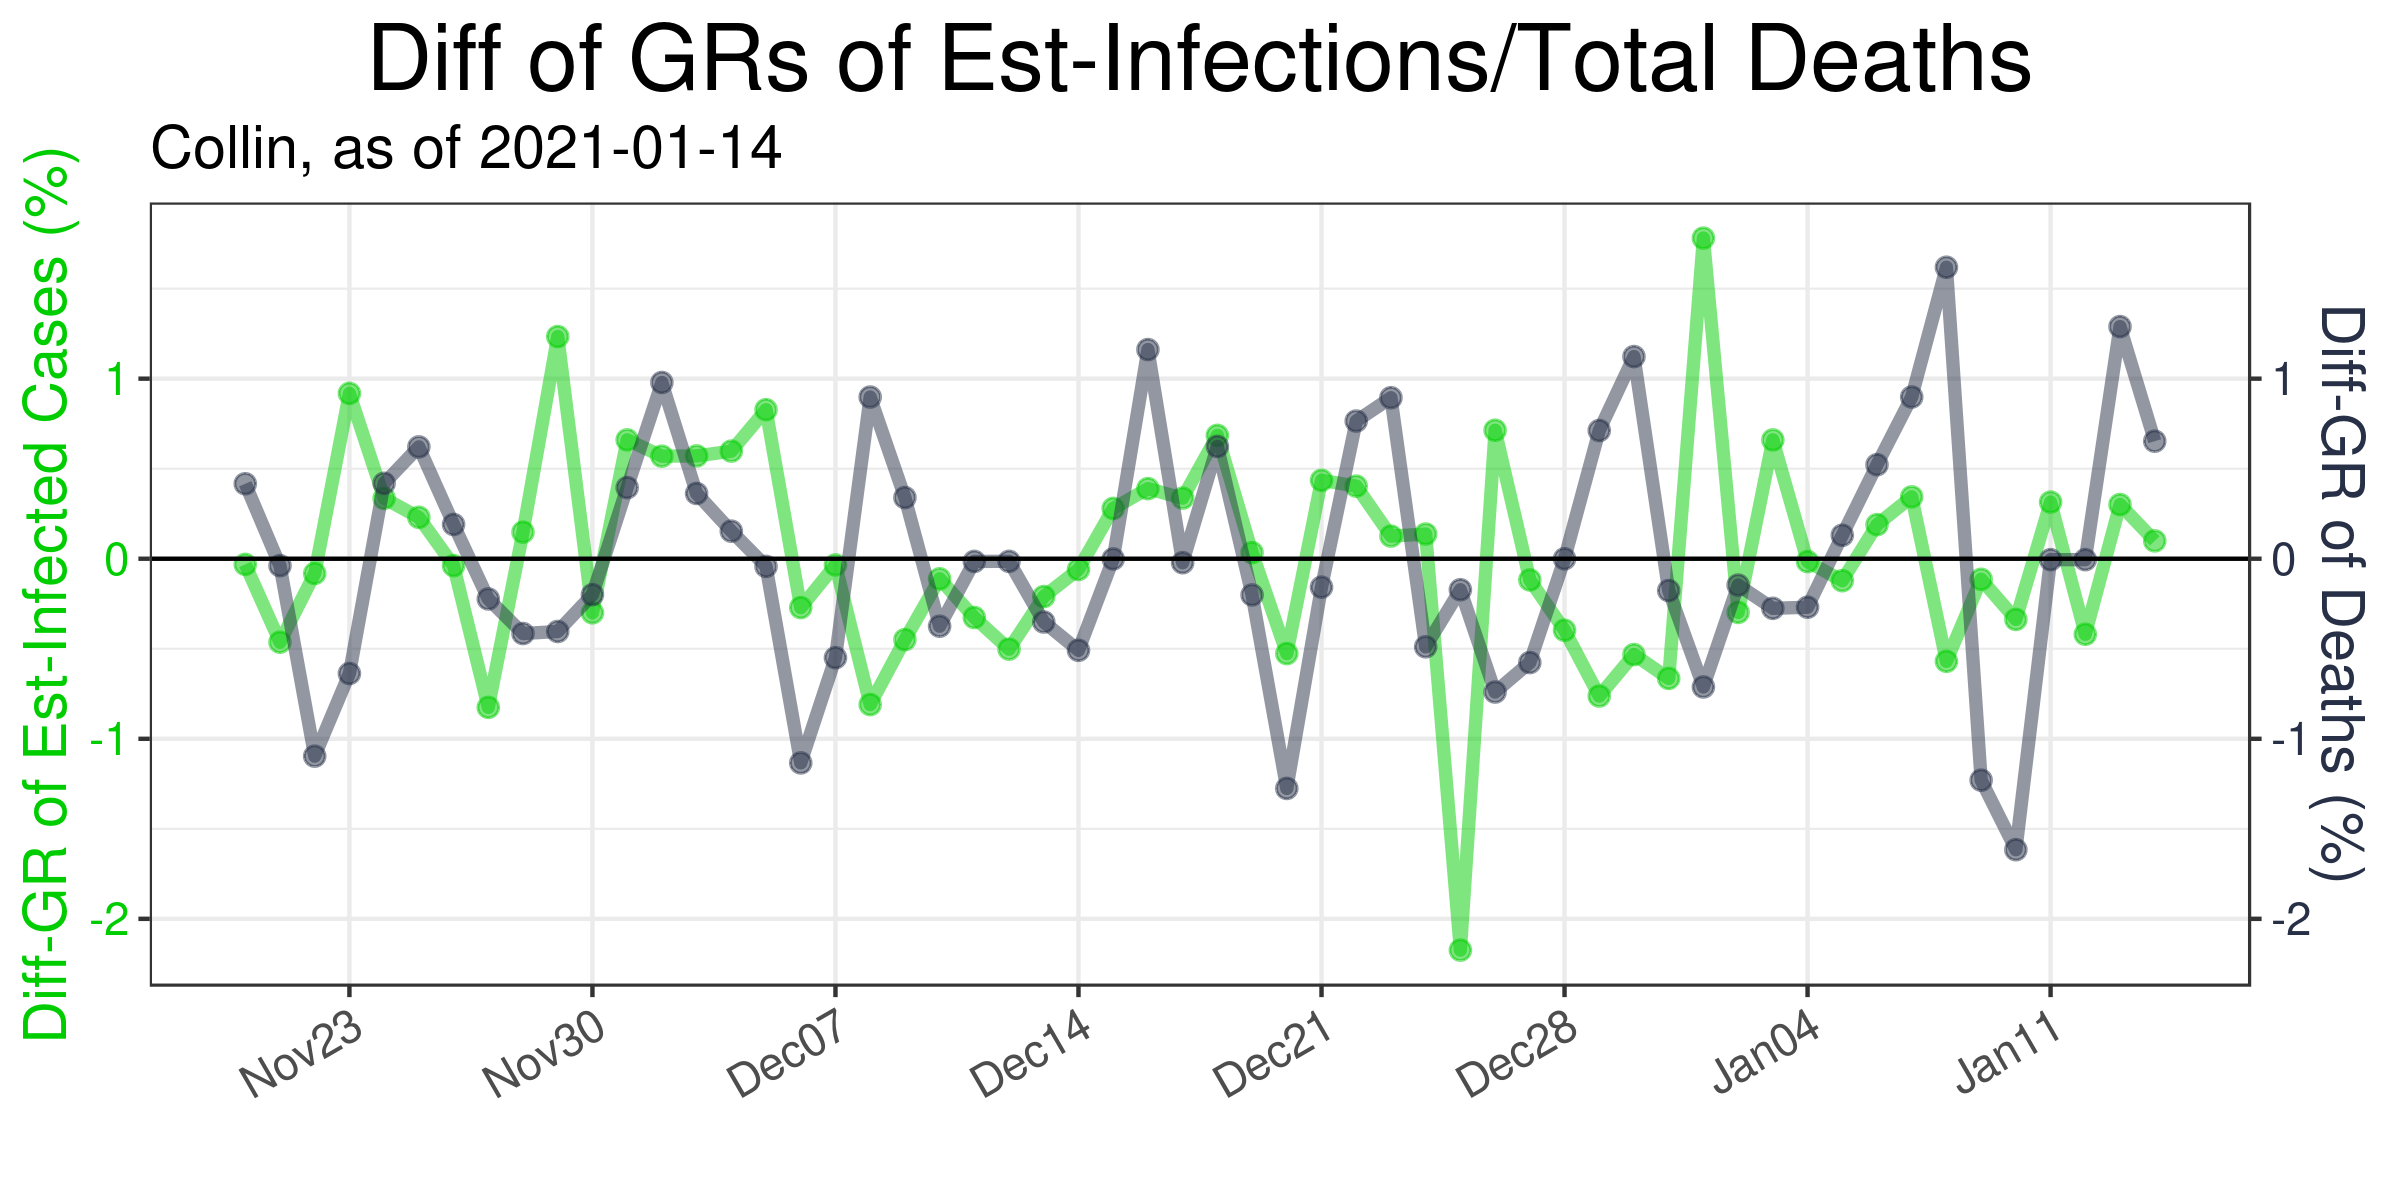 Diff of GRs of Est-Infections/Total Deaths
Collin, as of 2021-01-14
Diff-GR of Est-Infected Cases (%)
1
0
-1
-2
Diff-GR of Deaths (%)
1
0
-1
-2
Nov23
Nov30
Dec07
Dec14
Dec21
Dec28
Jan04
Jan11